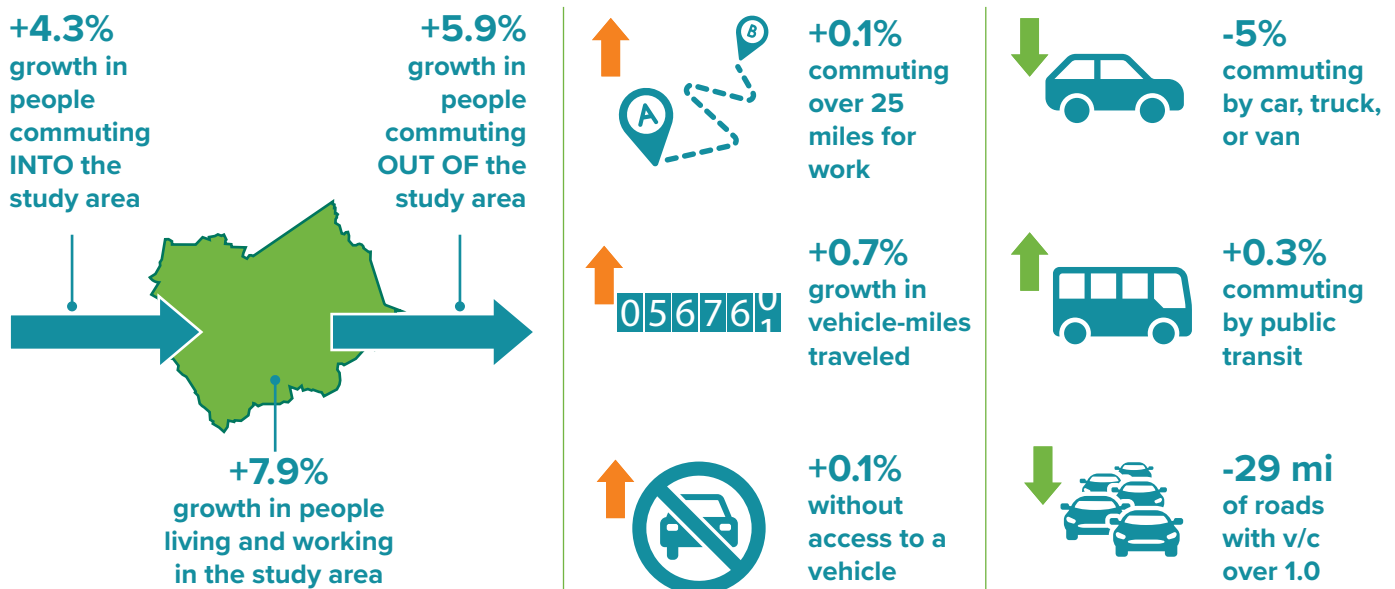 +4.3%
growth in
people
commuting
INTO the
study area
+5.9%
growth in
people
commuting
OUT OF the
study area
+7.9%
growth in people
living and working
in the study area
A
B
+0.1%
commuting
over 25
miles for
work
056760
1
+0.7%
growth in
vehicle-miles
traveled
+0.1%
without
access to a
vehicle
-5%
commuting
by car, truck,
or van
+0.3%
commuting
by public
transit
-29 mi
of roads
with v/c
over 1.0